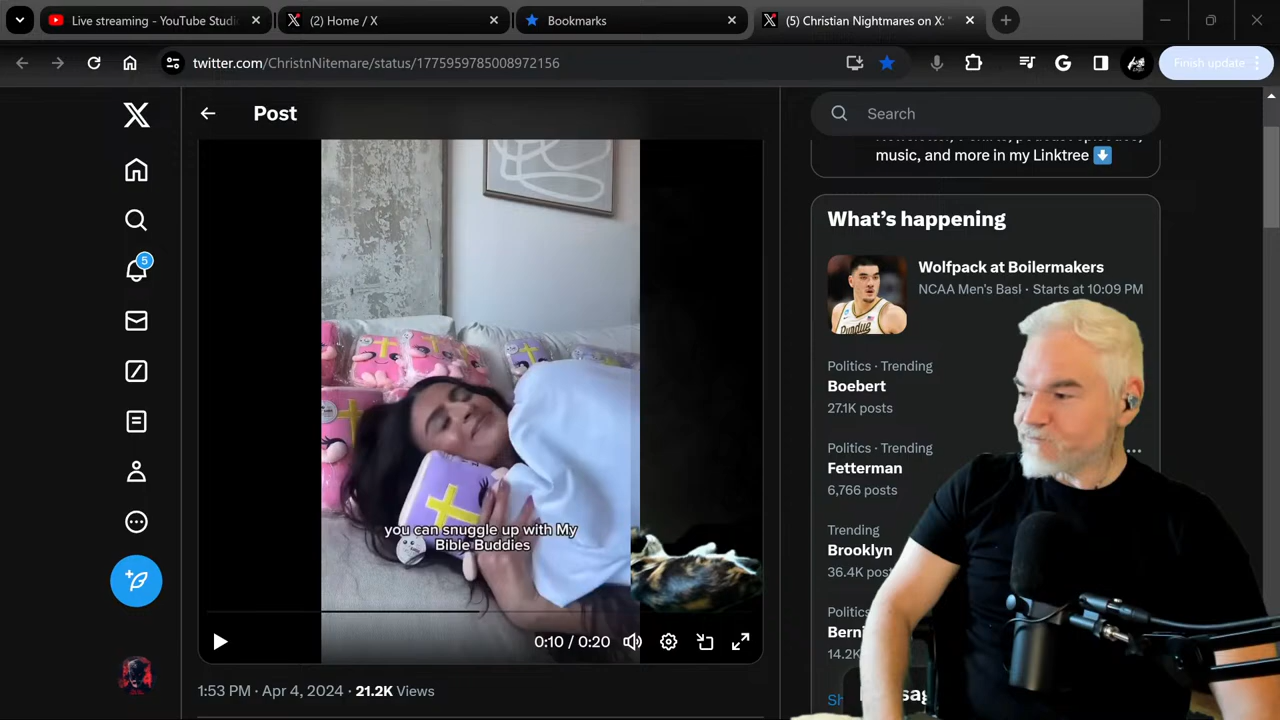 Live streaming - YouTube Studi
(2) Home / X
Bookmarks
(5) Christian Nightmares on X:
twitter.com/ChristnNitemare/status/1775959785008972156
Finish update
Post
Search
music, and more in my Linktree
What's happening
Wolfpack at Boilermakers
NCAA Men's Basl · Starts at 10:09 PM
PURDUE
Politics · Trending
Boebert
27.1K posts
Politics · Trending
Fetterman
6,766 posts
Trending
Brooklyn
36.4K
Politics
Berni
14.2K
5
you can snuggle up with My
Bible Buddies
0:10 / 0:20
1:53 PM · Apr 4, 2024 · 21.2K Views